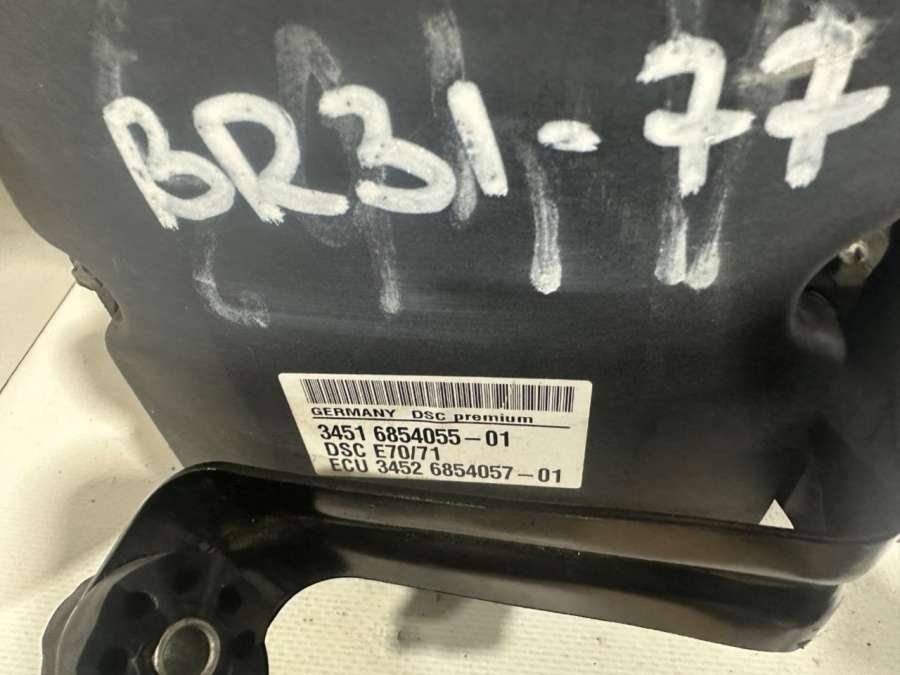 BR31-77
GERMANY DSC premium
3451 6854055-01
DSC E70/71
ECU 3452 6854057-01